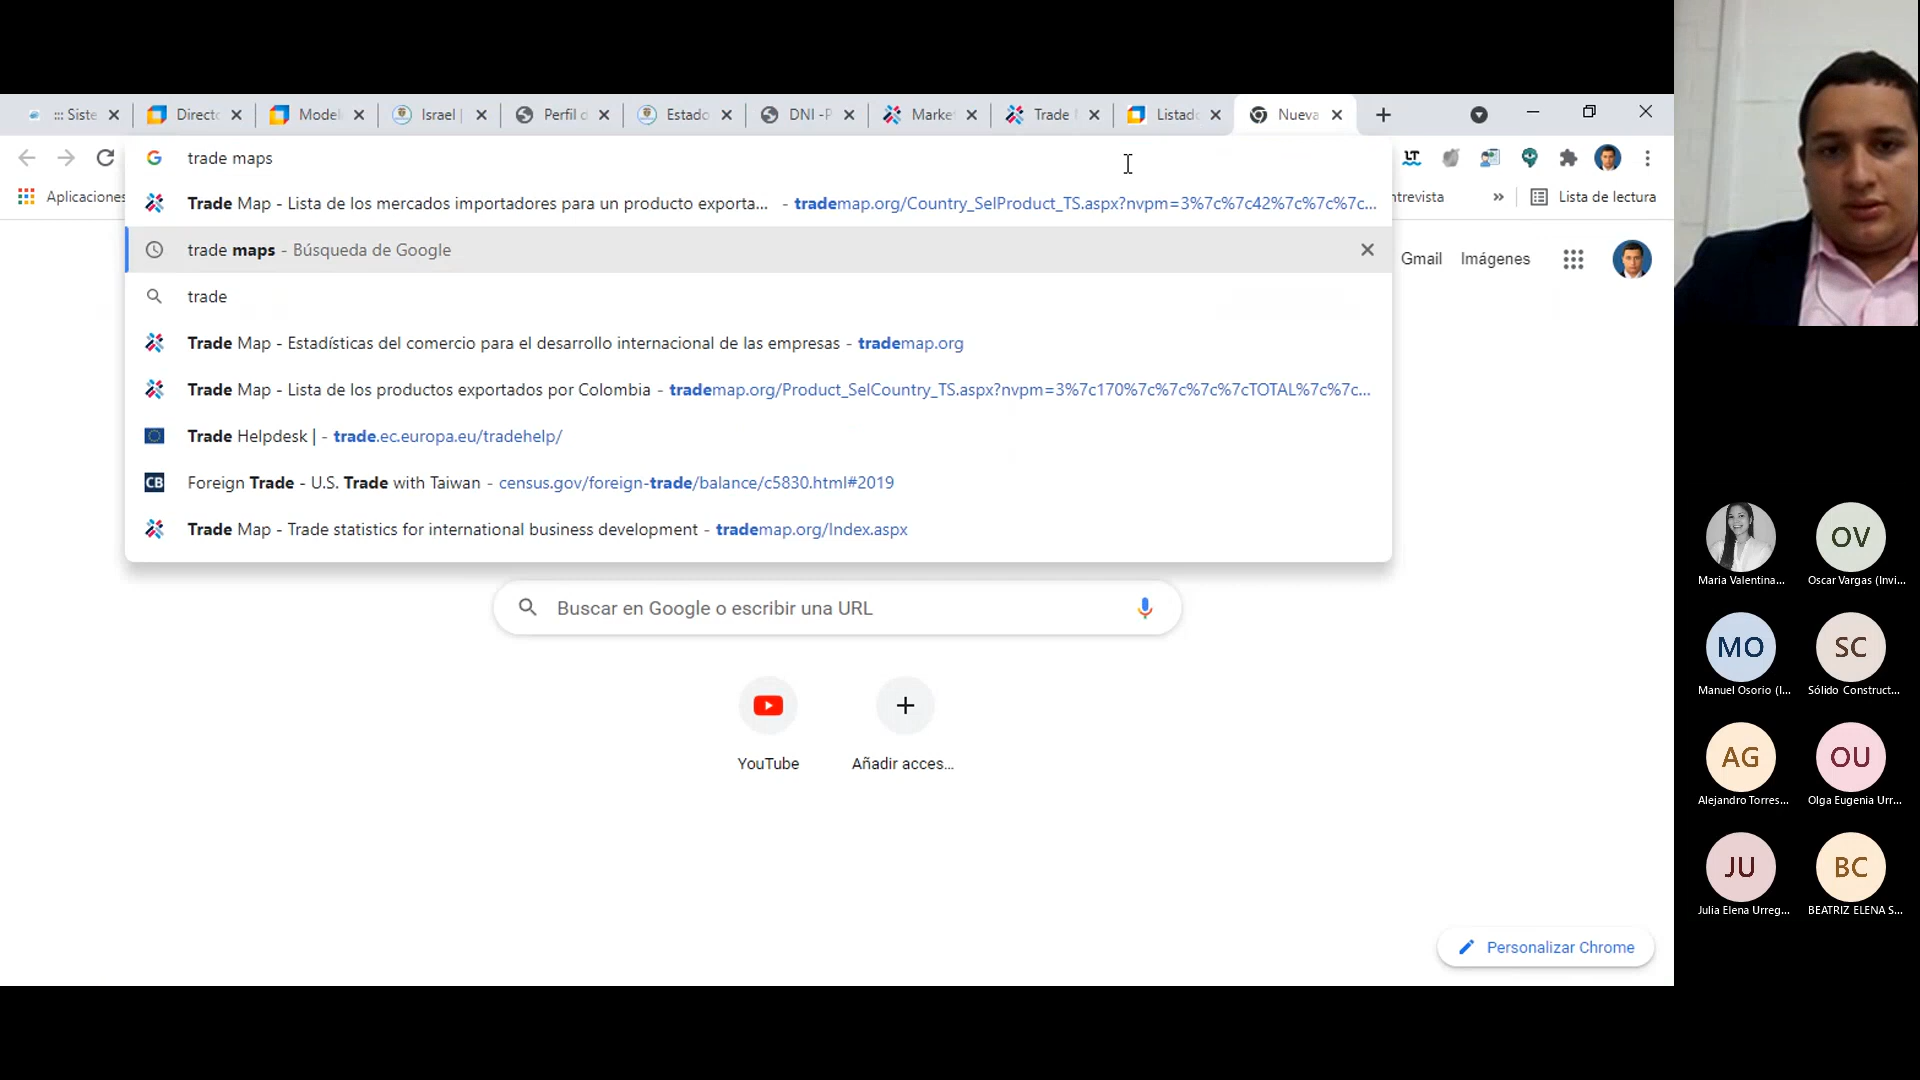 ::: Siste
Directo
Model
Israel |
Perfil d
Estado
DNI -P
Marke
Trade
Listado
Nueva
trade maps
Aplicaciones
Trade Map - Lista de los mercados importadores para un producto exporta... - trademap.org/Country_SelProduct_TS.aspx?nvpm=3%7c%7c42%7c%7c%7c...
ntrevista
»
Lista de lectura
trade maps - Búsqueda de Google
Gmail
Imágenes
trade
Trade Map - Estadísticas del comercio para el desarrollo internacional de las empresas - trademap.org
Trade Map - Lista de los productos exportados por Colombia - trademap.org/Product_SelCountry_TS.aspx?nvpm=3%7c170%7c%7c%7c%7cTOTAL%7c%7c...
Trade Helpdesk | - trade.ec.europa.eu/tradehelp/
CB Foreign Trade - U.S. Trade with Taiwan - census.gov/foreign-trade/balance/c5830.html#2019
Trade Map - Trade statistics for international business development - trademap.org/Index.aspx
Buscar en Google o escribir una URL
YouTube
Añadir acces...
Personalizar Chrome
LT
Maria Valentina...
OV
Oscar Vargas (Invi...
MO
Manuel Osorio (I...
SC
Sólido Construct...
AG
Alejandro Torres...
OU
Olga Eugenia Urr...
JU
Julia Elena Urreg...
BC
BEATRIZ ELENA S...